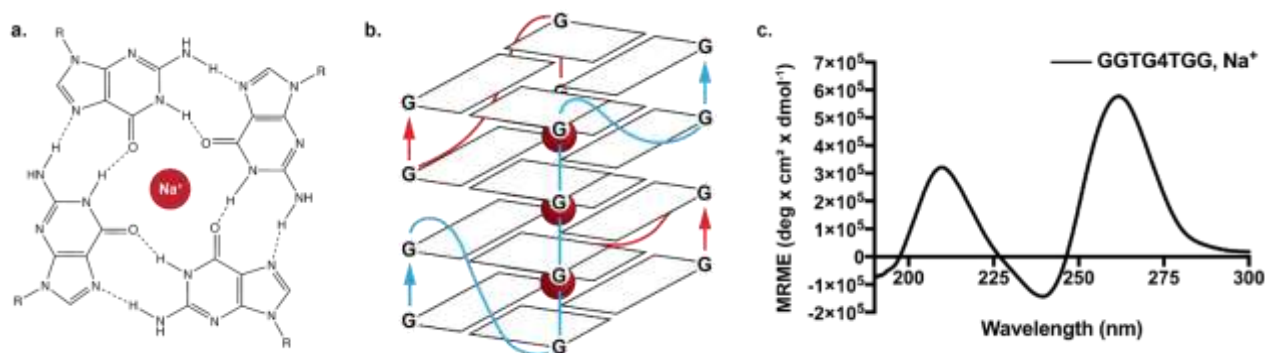 a.
R
H
N
N
H
N
N
R
N
N
N
H
N
O
O
N
H
H
N
H
N
H
Na⁺
N
H
N
N
H
NH
O
O
H
N
H
N
N
N
N
R
N
H
N
H
N
N
R
b.
G
G
G
G
G
G
G
G
G
G
G
G
G
c.
GGTG4TGG, Na⁺
MRME (deg x cm² x dmol⁻¹)
7×10⁵
6×10⁵
5×10⁵
4×10⁵
3×10⁵
2×10⁵
1×10⁵
0
-1×10⁵
-2×10⁵
200
225
250
275
300
Wavelength (nm)